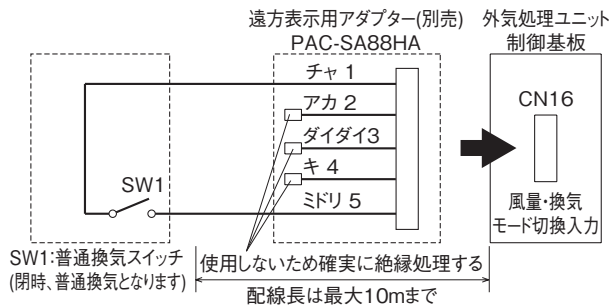 遠方表示用アダプター(別売)
PAC-SA88HA
外気処理ユニット
制御基板
チャ 1
アカ 2
ダイダイ3
キ 4
ミドリ 5
SW1
CN16
風量・換気
モード切換入力
SW1:普通換気スイッチ
(閉時、普通換気となります)
使用しないため確実に絶縁処理する
配線長は最大10mまで